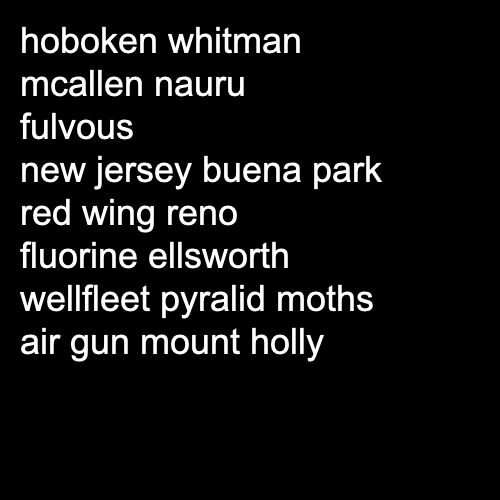 hoboken whitman
mcallen nauru
fulvous
new jersey buena park
red wing reno
fluorine ellsworth
wellfleet pyralid moths
air gun mount holly